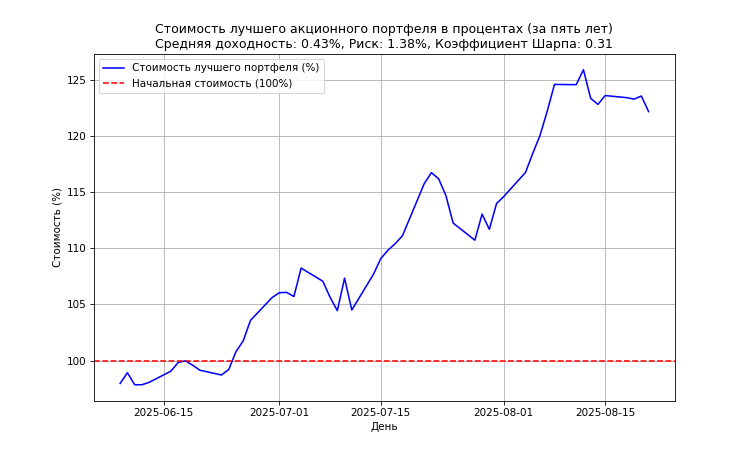 Стоимость лучшего акционного портфеля в процентах (за пять лет)
Средняя доходность: 0.43%, Риск: 1.38%, Коэффициент Шарпа: 0.31
Стоимость лучшего портфеля (%)
Начальная стоимость (100%)
Стоимость (%)
125
120
115
110
105
100
2025-06-15
2025-07-01
2025-07-15
2025-08-01
2025-08-15
День